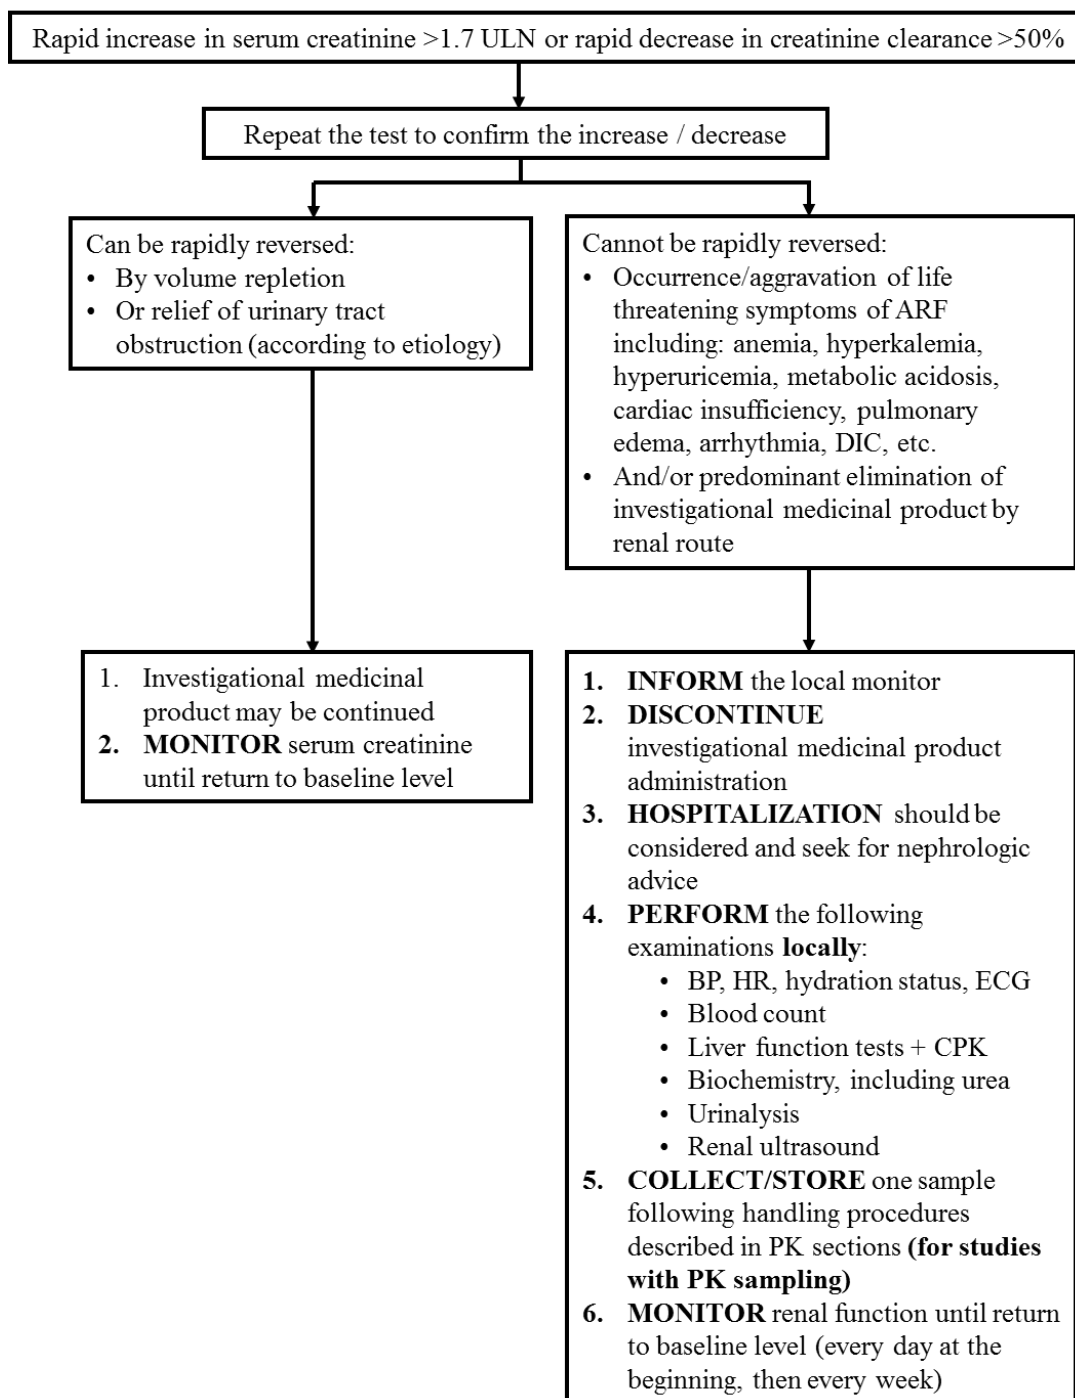 Rapid increase in serum creatinine >1.7 ULN or rapid decrease in creatinine clearance >50%
Repeat the test to confirm the increase / decrease
Can be rapidly reversed:
• By volume repletion
• Or relief of urinary tract
obstruction (according to etiology)
Cannot be rapidly reversed:
• Occurrence/aggravation of life
threatening symptoms of ARF
including: anemia, hyperkalemia,
hyperuricemia, metabolic acidosis,
cardiac insufficiency, pulmonary
edema, arrhythmia, DIC, etc.
• And/or predominant elimination of
investigational medicinal product by
renal route
1. Investigational medicinal
product may be continued
2. MONITOR serum creatinine
until return to baseline level
1. INFORM the local monitor
2. DISCONTINUE
investigational medicinal product
administration
3. HOSPITALIZATION should be
considered and seek for nephrologic
advice
4. PERFORM the following
examinations locally:
• BP, HR, hydration status, ECG
• Blood count
• Liver function tests + CPK
• Biochemistry, including urea
• Urinalysis
• Renal ultrasound
5. COLLECT/STORE one sample
following handling procedures
described in PK sections (for studies
with PK sampling)
6. MONITOR renal function until return
to baseline level (every day at the
beginning, then every week)